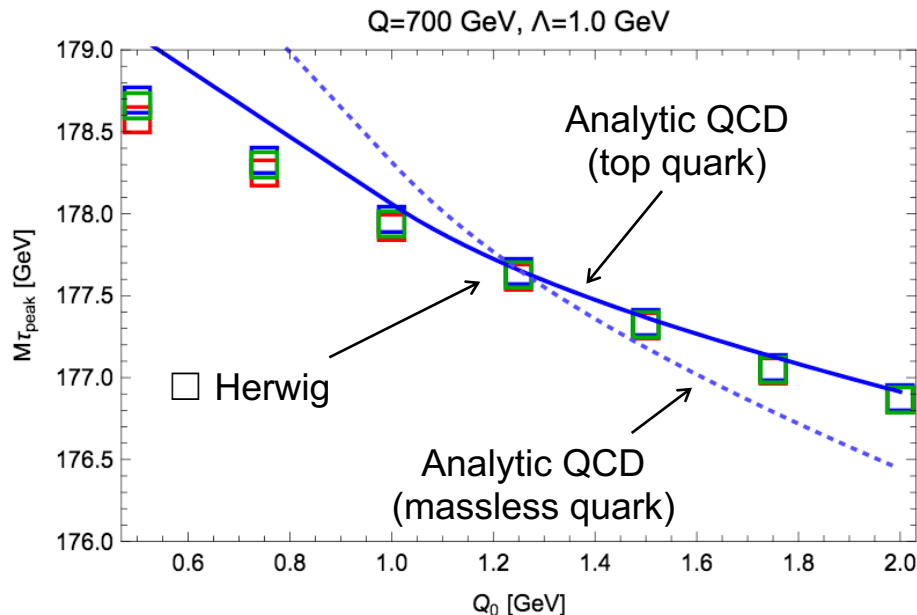 Q=700 GeV, Λ=1.0 GeV
179.0
178.5
178.0
177.5
177.0
176.5
176.0
Mτpeak [GeV]
Analytic QCD
(top quark)
Herwig
Analytic QCD
(massless quark)
0.6 0.8 1.0 1.2 1.4 1.6 1.8 2.0
Q0 [GeV]